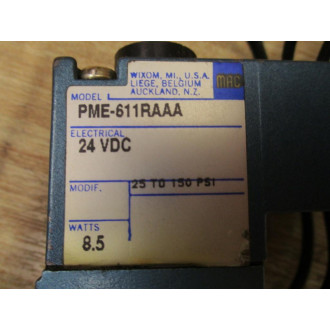 WIXOM, MI., U.S.A.
LIEGE, BELGIUM
AUCKLAND, N.Z.
MAC
MODEL
PME-611RAAA
ELECTRICAL
24 VDC
MODIF.
25 TO 150 PSI
WATTS
8.5